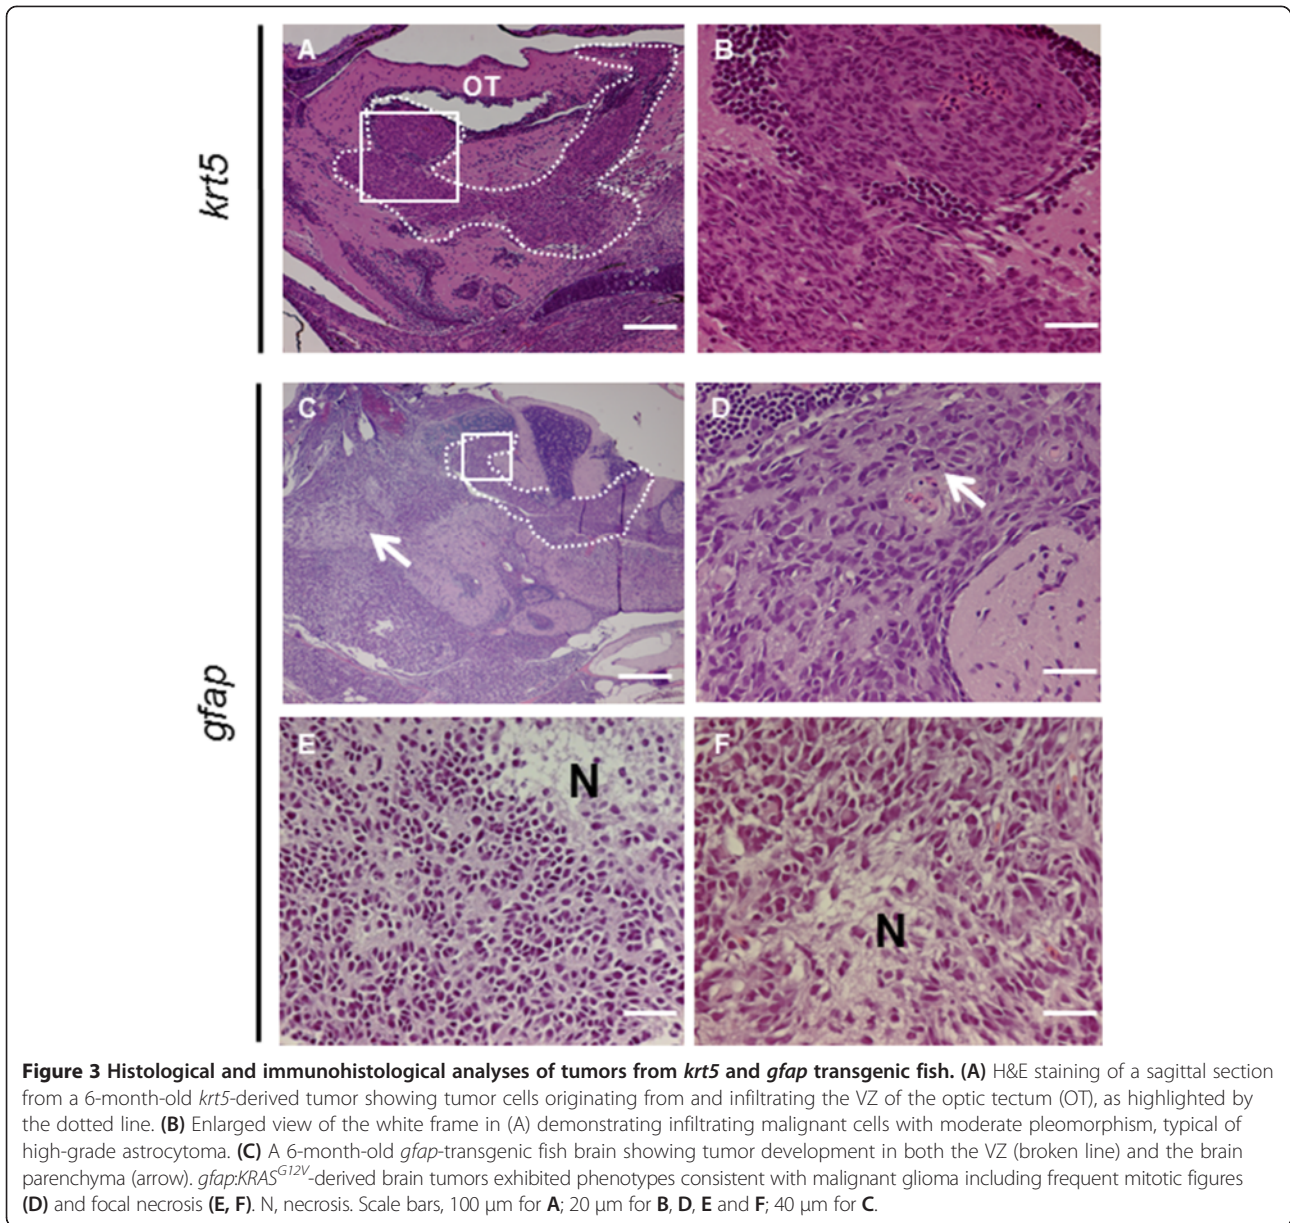 krt5
A
OT
B
gfap
C
D
E
N
F
N
Figure 3 Histological and immunohistological analyses of tumors from krt5 and gfap transgenic fish. (A) H&E staining of a sagittal section
from a 6-month-old krt5-derived tumor showing tumor cells originating from and infiltrating the VZ of the optic tectum (OT), as highlighted by
the dotted line. (B) Enlarged view of the white frame in (A) demonstrating infiltrating malignant cells with moderate pleomorphism, typical of
high-grade astrocytoma. (C) A 6-month-old gfap-transgenic fish brain showing tumor development in both the VZ (broken line) and the brain
parenchyma (arrow). gfap:KRASG12V-derived brain tumors exhibited phenotypes consistent with malignant glioma including frequent mitotic figures
(D) and focal necrosis (E, F). N, necrosis. Scale bars, 100 μm for A; 20 μm for B, D, E and F; 40 μm for C.